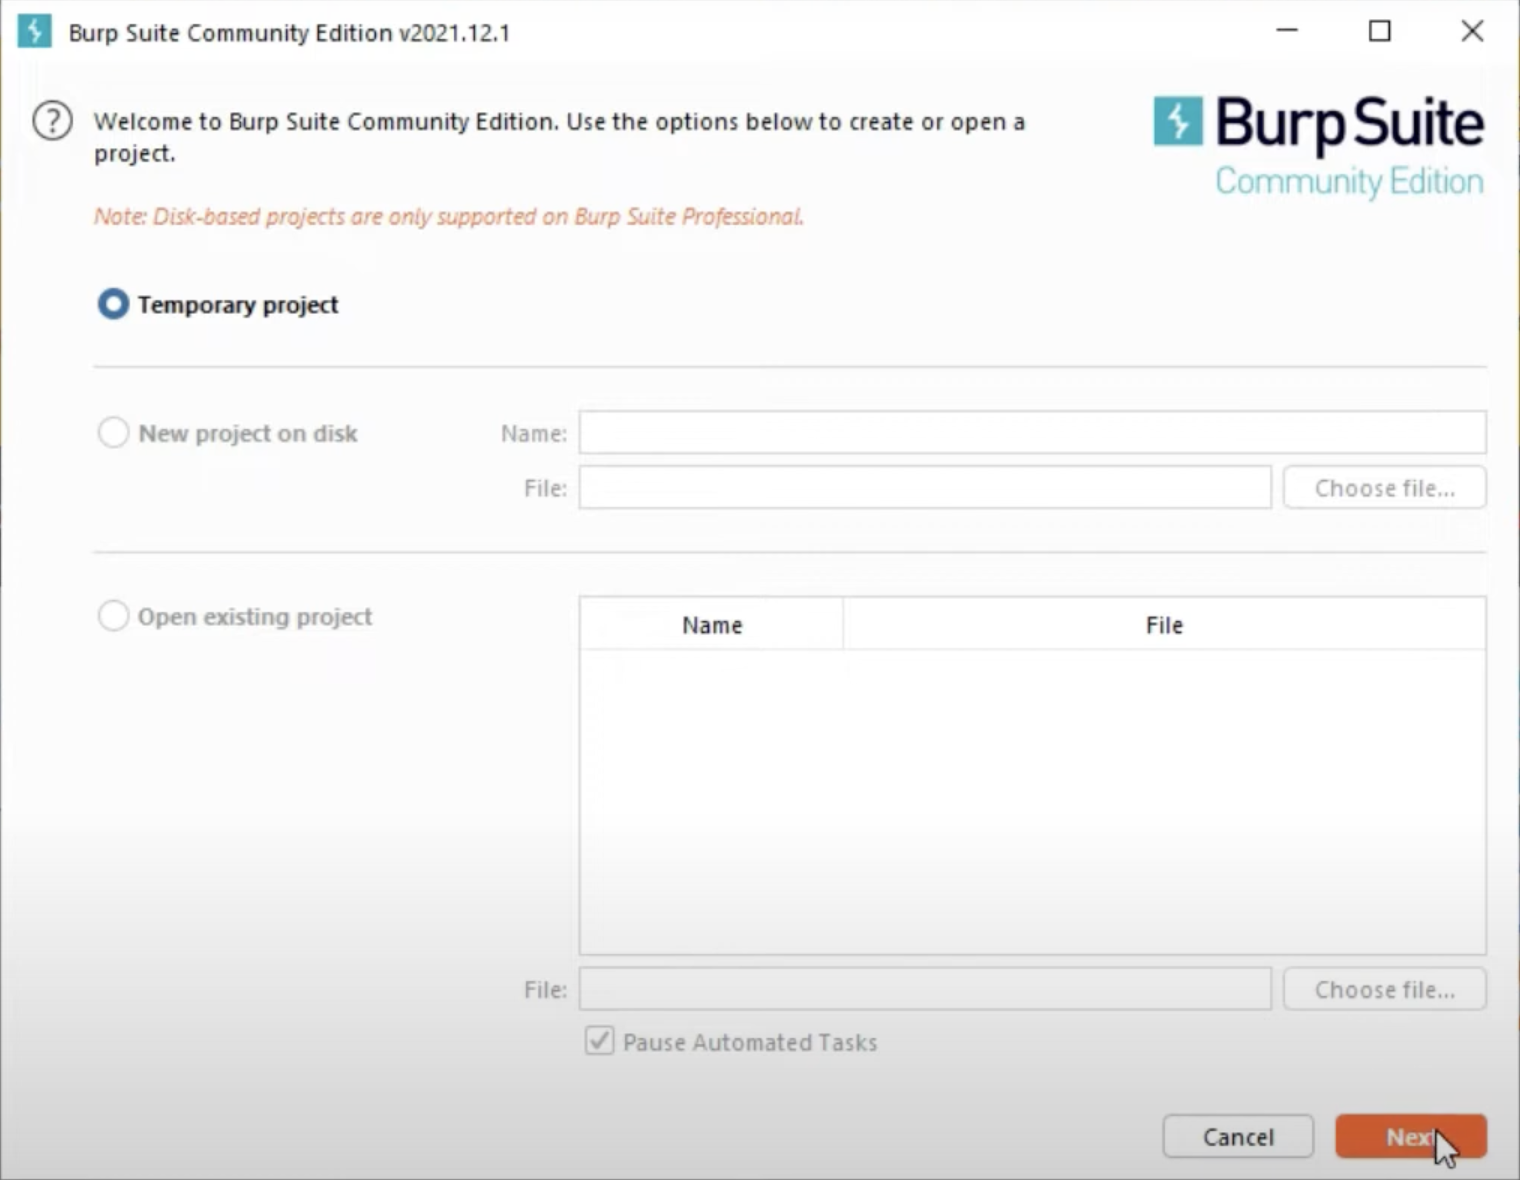 Burp Suite Community Edition v2021.12.1
Welcome to Burp Suite Community Edition. Use the options below to create or open a
project.
Burp Suite
Community Edition
Note: Disk-based projects are only supported on Burp Suite Professional.
Temporary project
New project on disk
Name:
File:
Choose file...
Open existing project
Name
File
File:
Choose file...
Pause Automated Tasks
Cancel
Next